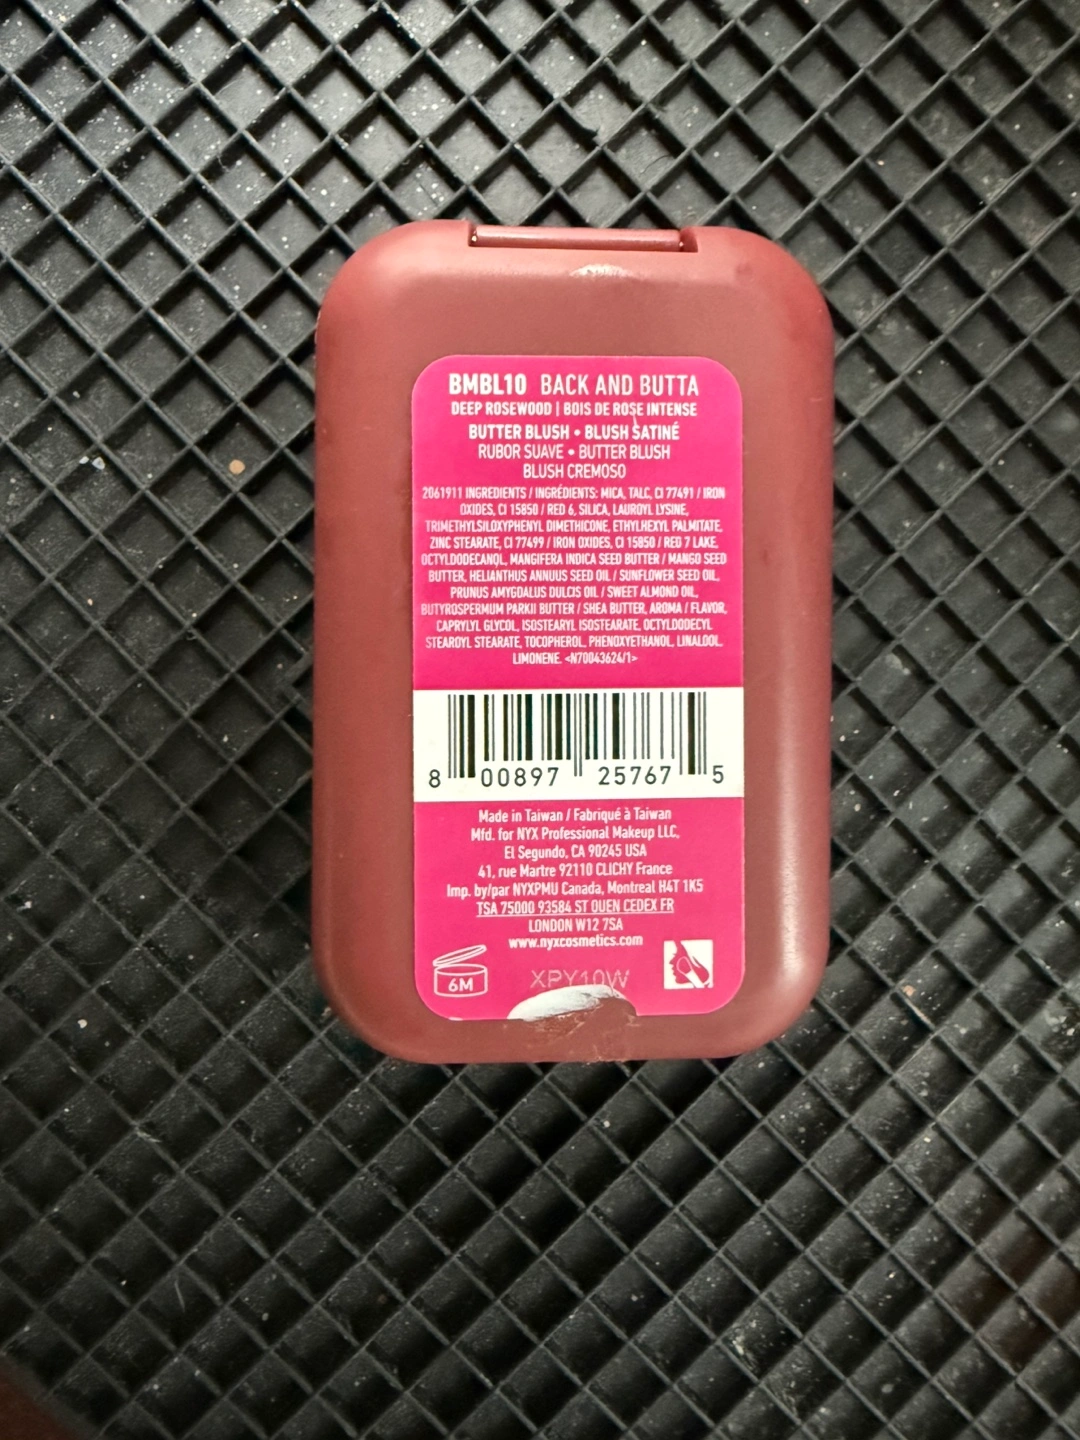 BMBL10 BACK AND BUTTA
DEEP ROSEWOOD | BOIS DE ROSE INTENSE
BUTTER BLUSH • BLUSH SATINÉ
RUBOR SUAVE • BUTTER BLUSH
BLUSH CREMOSO
2061911 INGREDIENTS / INGRÉDIENTS: MICA, TALC, CI 77491 / IRON
OXIDES, CI 15850 / RED 6, SILICA, LAUROYL LYSINE,
TRIMETHYLSILOXYPHENYL DIMETHICONE, ETHYLHEXYL PALMITATE,
ZINC STEARATE, CI 77499 / IRON OXIDES, CI 15850 / RED 7 LAKE,
OCTYLDODECANOL, MANGIFERA INDICA SEED BUTTER / MANGO SEED
BUTTER, HELIANTHUS ANNUUS SEED OIL / SUNFLOWER SEED OIL,
PRUNUS AMYGDALUS DULCIS OIL / SWEET ALMOND OIL,
BUTYROSPERMUM PARKII BUTTER / SHEA BUTTER, AROMA / FLAVOR,
CAPRYLYL GLYCOL, ISOSTEARYL ISOSTEARATE, OCTYLDODECYL
STEAROYL STEARATE, TOCOPHEROL, PHENOXYETHANOL, LINALOOL,
LIMONENE. <N70043624/1>
8 00897 25767 5
Made in Taiwan / Fabriqué à Taiwan
Mfd. for NYX Professional Makeup LLC,
El Segundo, CA 90245 USA
41, rue Martre 92110 CLICHY France
Imp. by/par NYXPMU Canada, Montreal H4T 1K5
TSA 75000 93584 ST OUEN CEDEX FR
LONDON W12 7SA
www.nyxcosmetics.com
6M
XPY10W